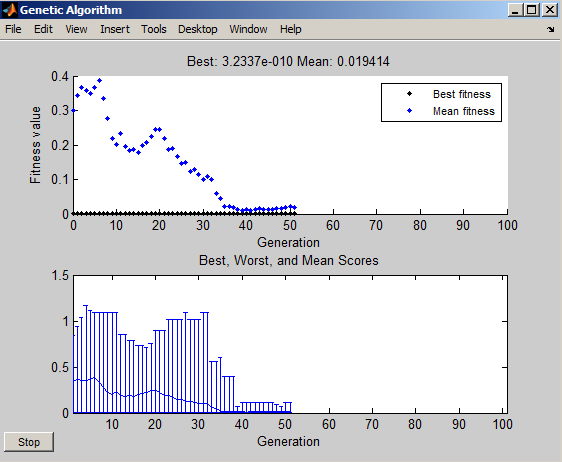 Genetic Algorithm
File Edit View Insert Tools Desktop Window Help
Best: 3.2337e-010 Mean: 0.019414
Fitness value
0.4
0.3
0.2
0.1
0
Best fitness
Mean fitness
0 10 20 30 40 50 60 70 80 90 100
Generation
Best, Worst, and Mean Scores
1.5
1
0.5
0
10 20 30 40 50 60 70 80 90 100
Generation
Stop